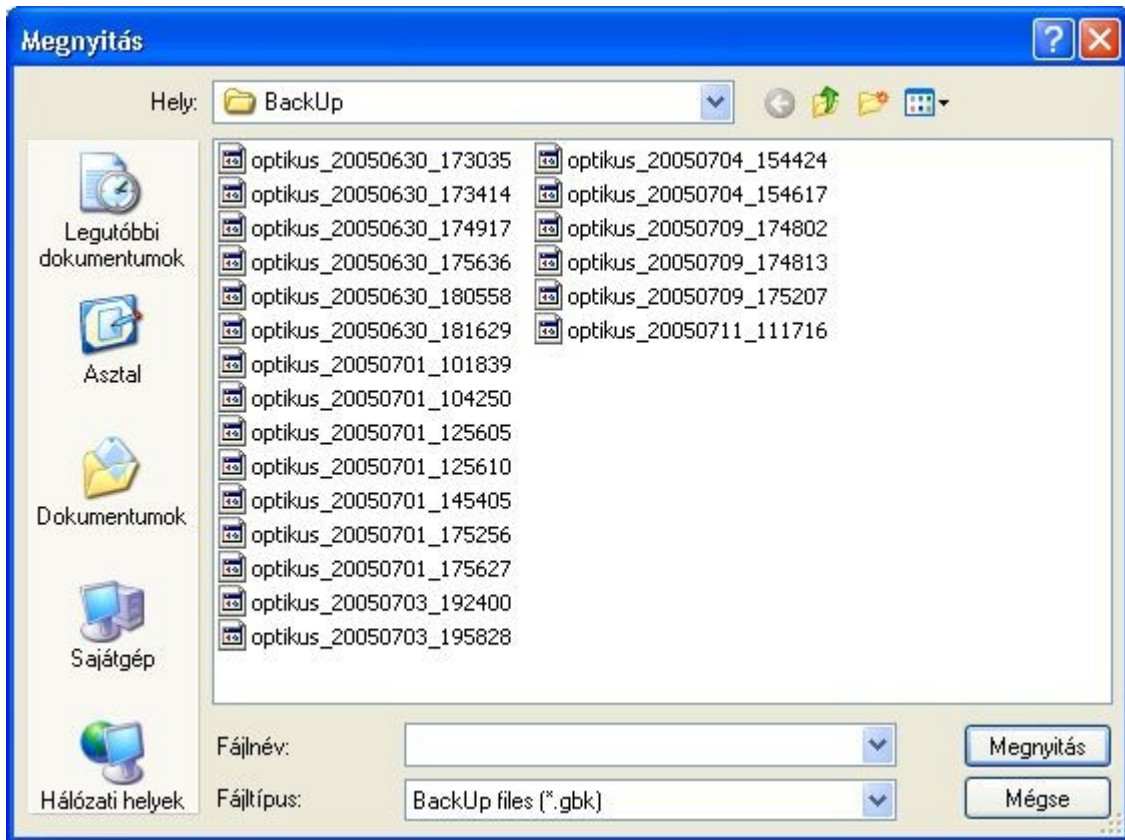 Megnyitás
Hely:
BackUp
Legutóbbi
dokumentumok
Asztal
Dokumentumok
Sajátgép
Hálózati helyek
optikus_20050630_173035
optikus_20050630_173414
optikus_20050630_174917
optikus_20050630_175636
optikus_20050630_180558
optikus_20050630_181629
optikus_20050701_101839
optikus_20050701_104250
optikus_20050701_125605
optikus_20050701_125610
optikus_20050701_145405
optikus_20050701_175256
optikus_20050701_175627
optikus_20050703_192400
optikus_20050703_195828
optikus_20050704_154424
optikus_20050704_154617
optikus_20050709_174802
optikus_20050709_174813
optikus_20050709_175207
optikus_20050711_111716
Fájlnév:
Megnyitás
Fájltípus:
BackUp files (*.gbk)
Mégse